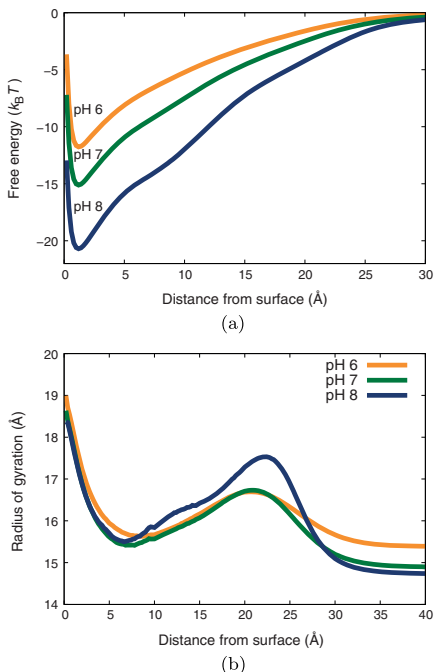 0
−5
−10
−15
−20
Free energy (kBT)
pH 6
pH 7
pH 8
0 5 10 15 20 25 30
Distance from surface (Å)
(a)
20
19
18
17
16
15
14
Radius of gyration (Å)
pH 6
pH 7
pH 8
0 5 10 15 20 25 30 35 40
Distance from surface (Å)
(b)